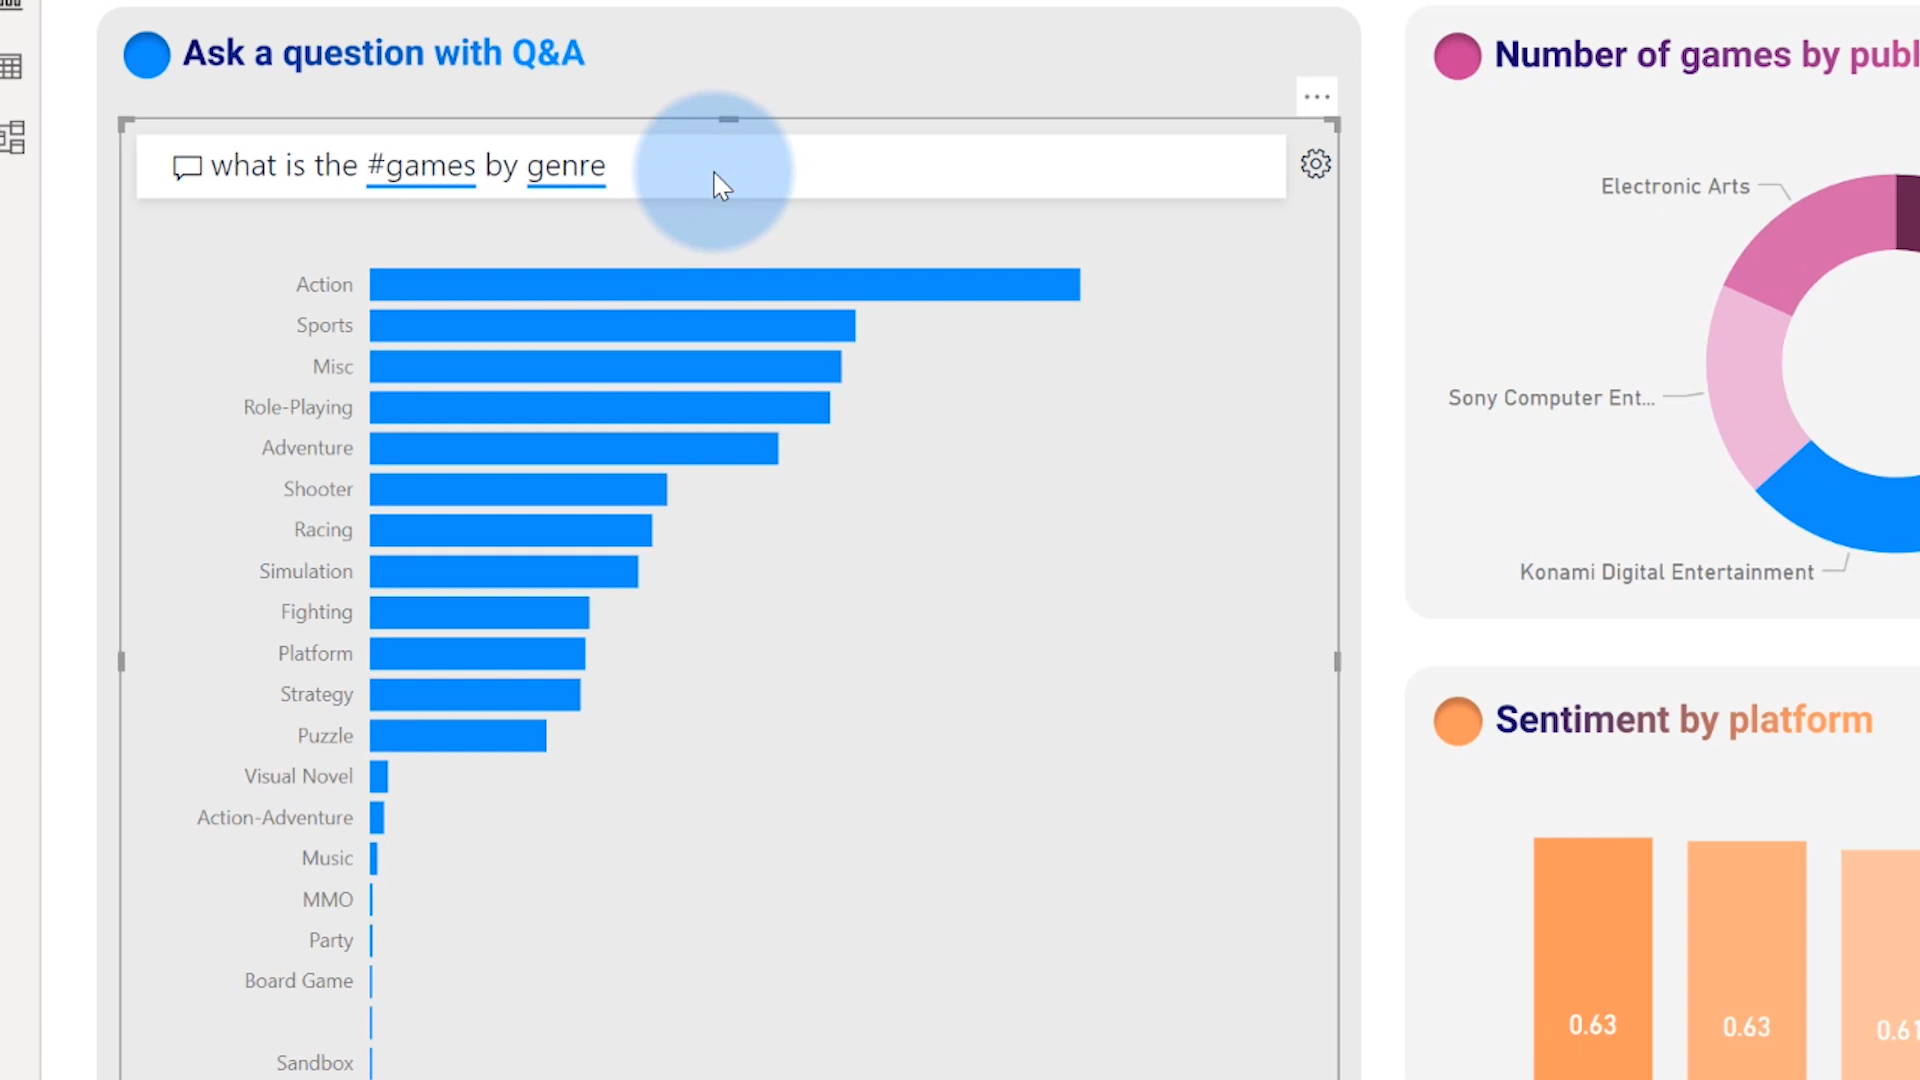 Ask a question with Q&A
what is the #games by genre
Action
Sports
Misc
Role-Playing
Adventure
Shooter
Racing
Simulation
Fighting
Platform
Strategy
Puzzle
Visual Novel
Action-Adventure
Music
MMO
Party
Board Game
Sandbox
Number of games by publ
Electronic Arts
Sony Computer Ent...
Konami Digital Entertainment
Sentiment by platform
0.63
0.63
0.61